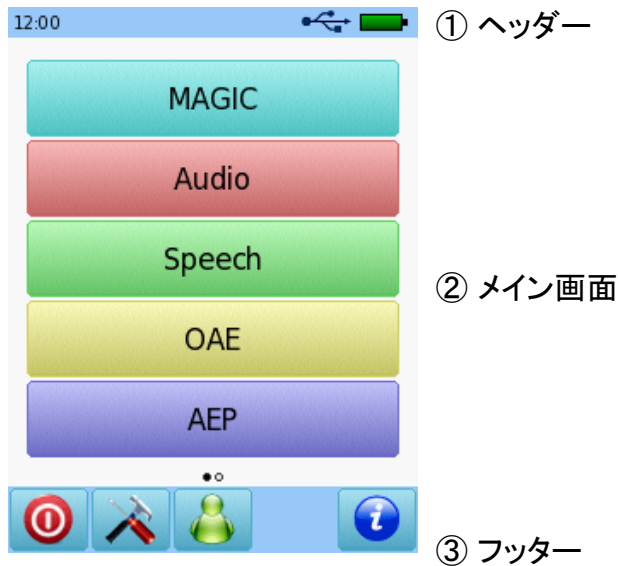 12:00
① ヘッダー
MAGIC
Audio
Speech
② メイン画面
OAE
AEP
③ フッター